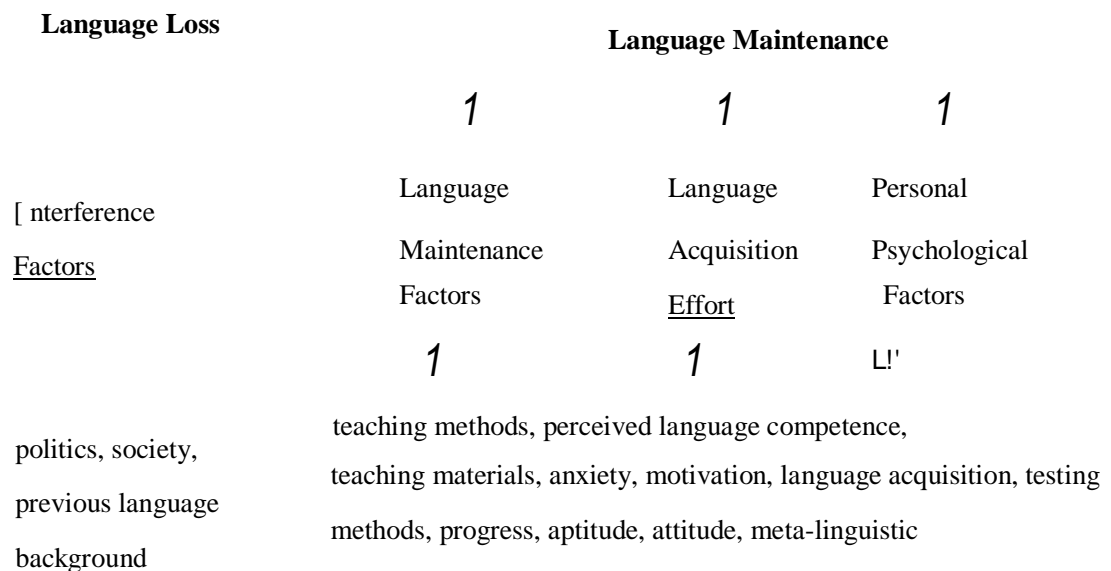 Language Loss
Language Maintenance
1 1 1
Language Language Personal
[ nterference
Factors
Maintenance Acquisition Psychological
Factors Effort Factors
1 1 L!'
politics, society,
previous language
background
teaching methods, perceived language competence,
teaching materials, anxiety, motivation, language acquisition, testing
methods, progress, aptitude, attitude, meta-linguistic